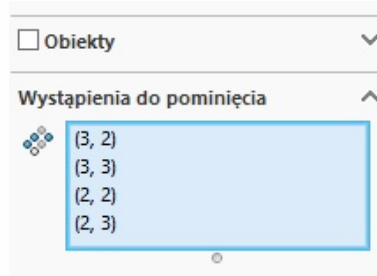 Obiekty
Wystąpienia do pominięcia
(3, 2)
(3, 3)
(2, 2)
(2, 3)